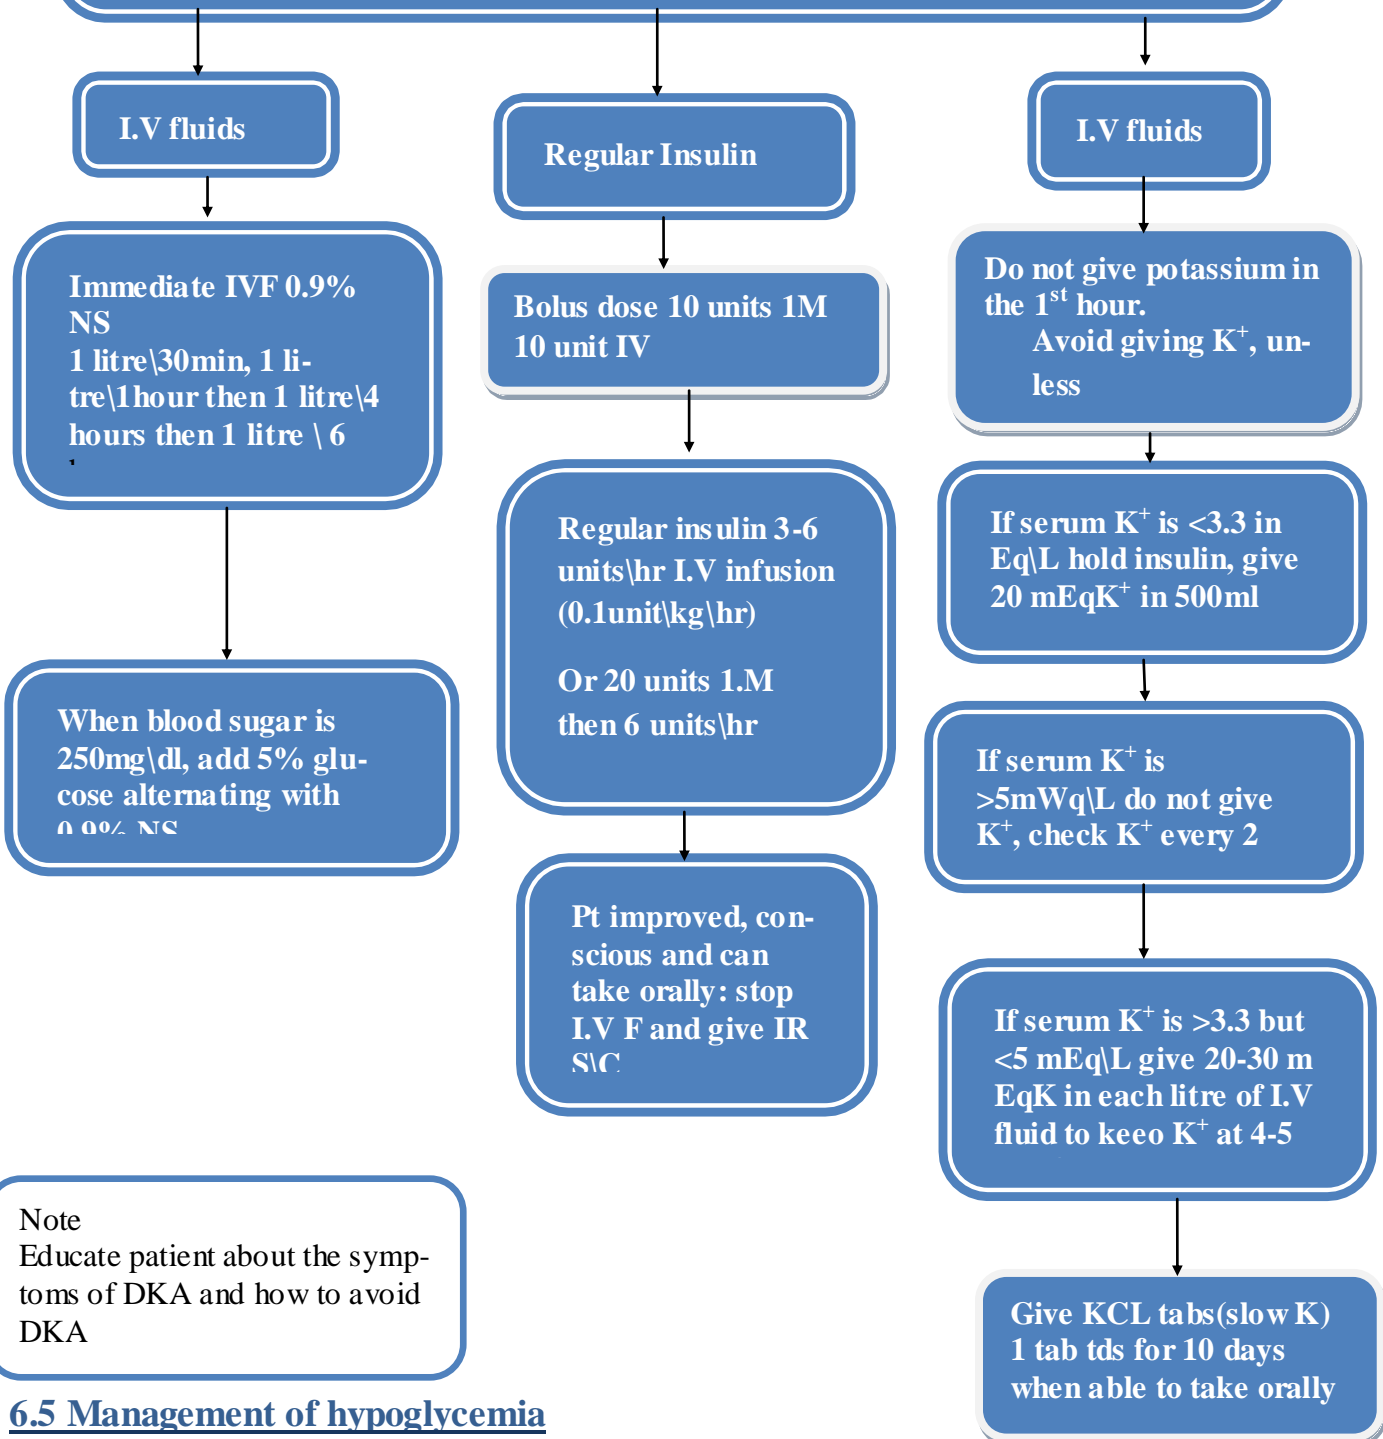 I.V fluids
Immediate IVF 0.9%
NS
1 litre\30min, 1 li-
tre\1hour then 1 litre\4
hours then 1 litre \ 6
When blood sugar is
250mg\dl, add 5% glu-
cose alternating with
0.9% NS
Regular Insulin
Bolus dose 10 units 1M
10 unit IV
Regular insulin 3-6
units\hr I.V infusion
(0.1unit\kg\hr)
Or 20 units 1.M
then 6 units\hr
Pt improved, con-
scious and can
take orally: stop
I.V F and give IR
S\C
I.V fluids
Do not give potassium in
the 1st hour.
Avoid giving K+, un-
less
If serum K+ is <3.3 in
Eq\L hold insulin, give
20 mEqK+ in 500ml
If serum K+ is
>5mWq\L do not give
K+, check K+ every 2
If serum K+ is >3.3 but
<5 mEq\L give 20-30 m
EqK in each litre of I.V
fluid to keeo K+ at 4-5
Give KCL tabs(slow K)
1 tab tds for 10 days
when able to take orally
Note
Educate patient about the symp-
toms of DKA and how to avoid
DKA
6.5 Management of hypoglycemia